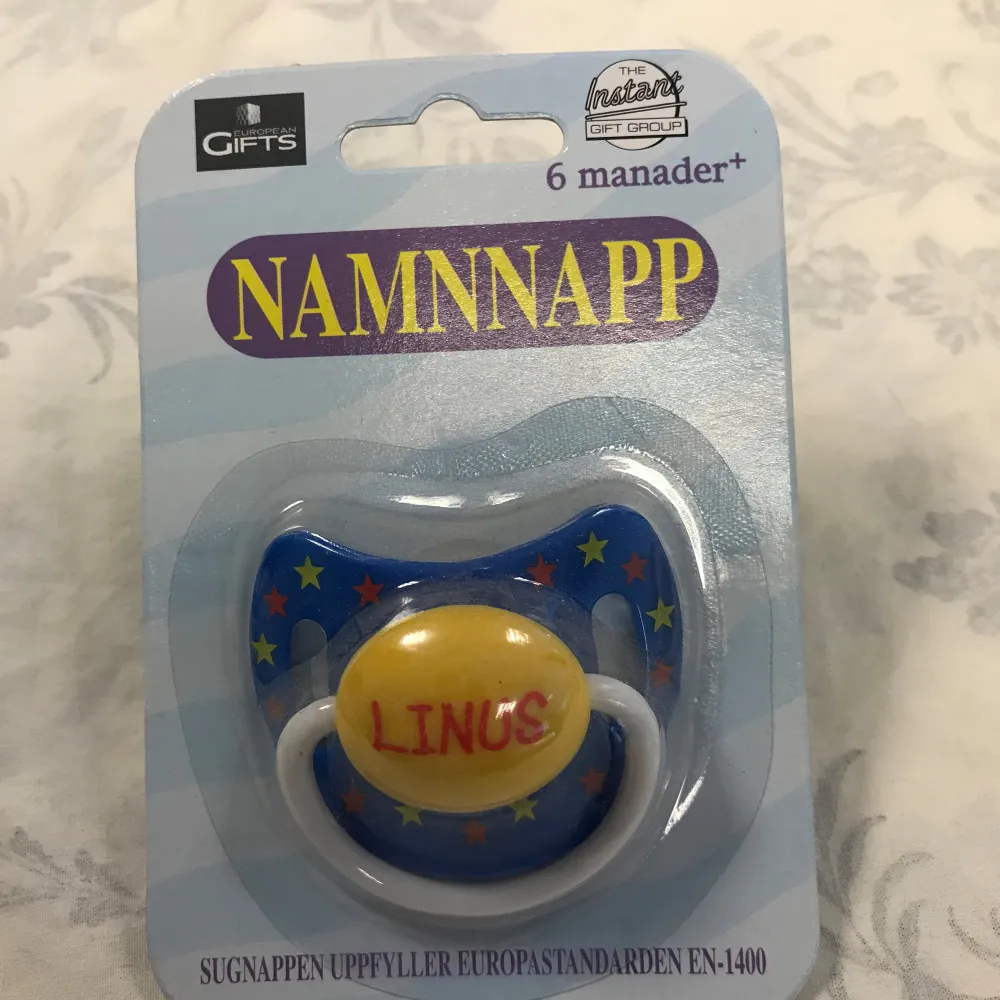 EUROPEAN
GIFTS
THE
Instant
GIFT GROUP
6 manader+
NAMNNAPP
LINUS
SUGNAPPEN UPPFYLLER EUROPASTANDARDEN EN-1400